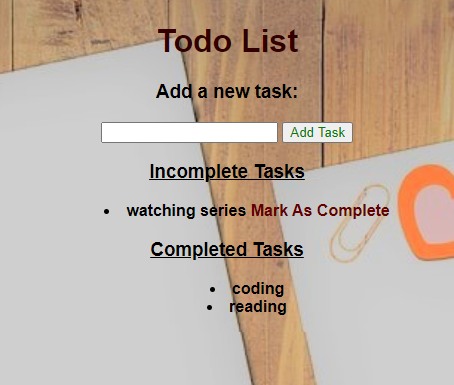 Todo List
Add a new task:
Add Task
Incomplete Tasks
• watching series Mark As Complete
Completed Tasks
• coding
• reading